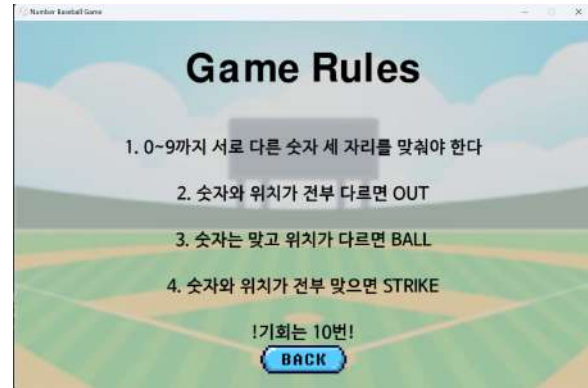 Number Baseball Game
Game Rules
1. 0~9까지 서로 다른 숫자 세 자리를 맞춰야 한다
2. 숫자와 위치가 전부 다르면 OUT
3. 숫자는 맞고 위치가 다르면 BALL
4. 숫자와 위치가 전부 맞으면 STRIKE
!기회는 10번!
BACK